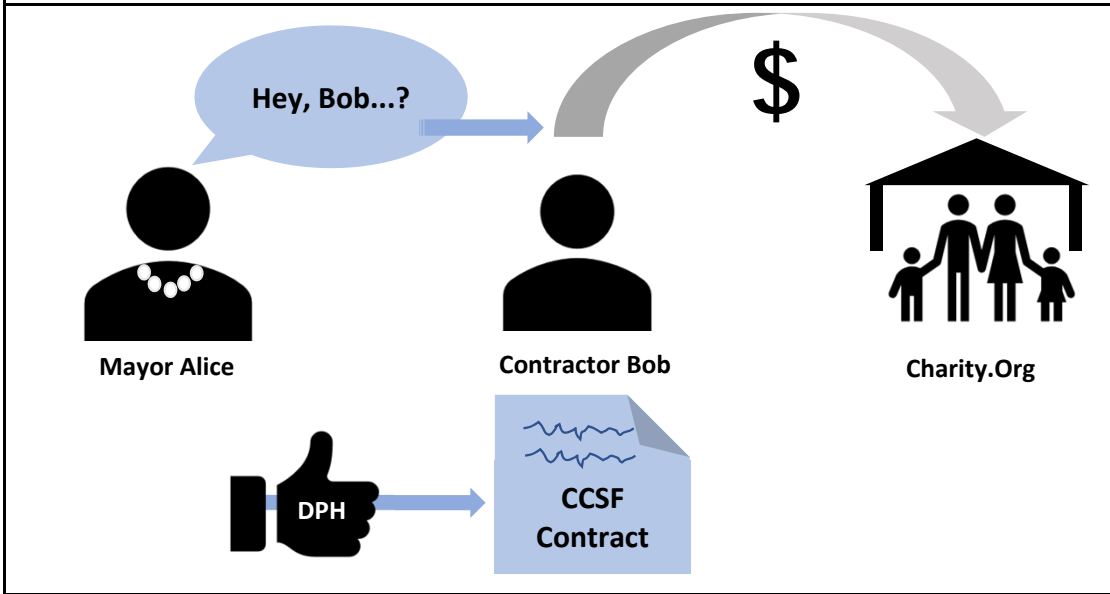 Hey, Bob...?
$
Mayor Alice
Contractor Bob
Charity.Org
DPH
CCSF
Contract